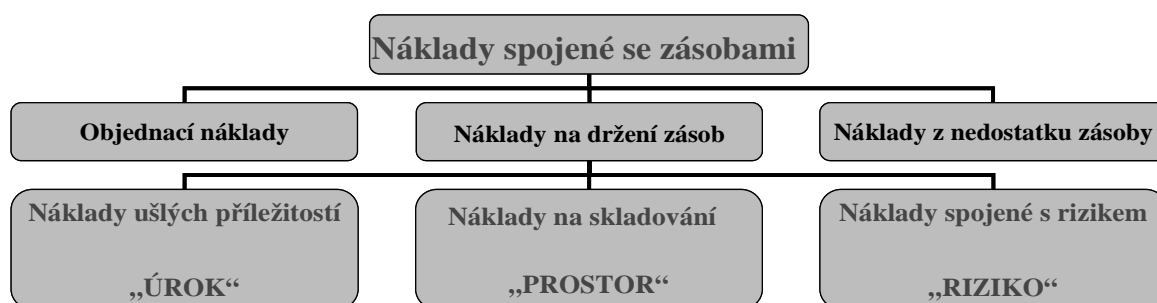 Náklady spojené se zásobami
Objednací náklady
Náklady na držení zásob
Náklady z nedostatku zásoby
Náklady ušlých příležitostí
„ÚROK“
Náklady na skladování
„PROSTOR“
Náklady spojené s rizikem
„RIZIKO“